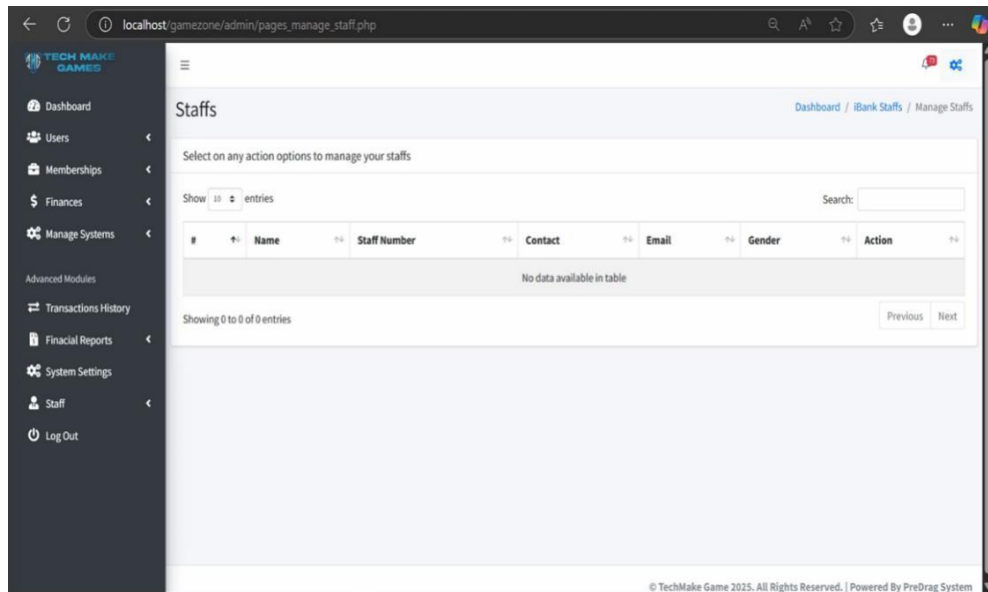 localhost/gamezone/admin/pages_manage_staff.php
TECH MAKE
GAMES
Dashboard
Users
Memberships
Finances
Manage Systems
Advanced Modules
Transactions History
Finacial Reports
System Settings
Staff
Log Out
Staffs
Dashboard / iBank Staffs / Manage Staffs
Select on any action options to manage your staffs
Show 10 entries
Search:
# Name Staff Number Contact Email Gender Action
No data available in table
Showing 0 to 0 of 0 entries
Previous Next
© TechMake Game 2025. All Rights Reserved. | Powered By PreDrag System